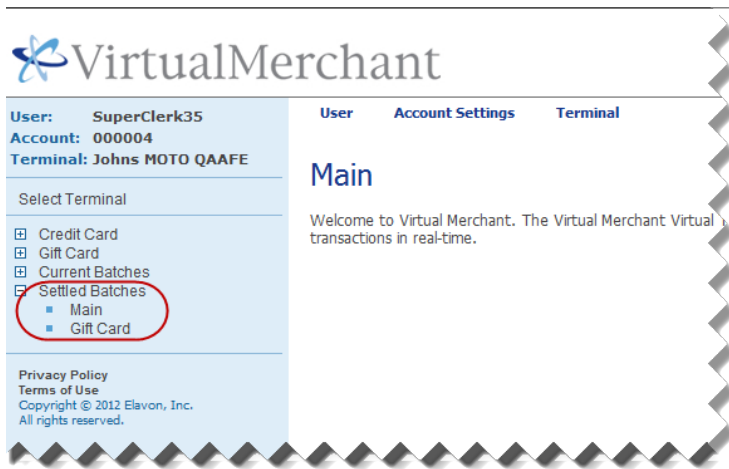 VirtualMerchant
User: SuperClerk35
Account: 000004
Terminal: Johns MOTO QAAFE
Select Terminal
Credit Card
Gift Card
Current Batches
Settled Batches
Main
Gift Card
Privacy Policy
Terms of Use
Copyright © 2012 Elavon, Inc.
All rights reserved.
User Account Settings Terminal
Main
Welcome to Virtual Merchant. The Virtual Merchant Virtual
transactions in real-time.